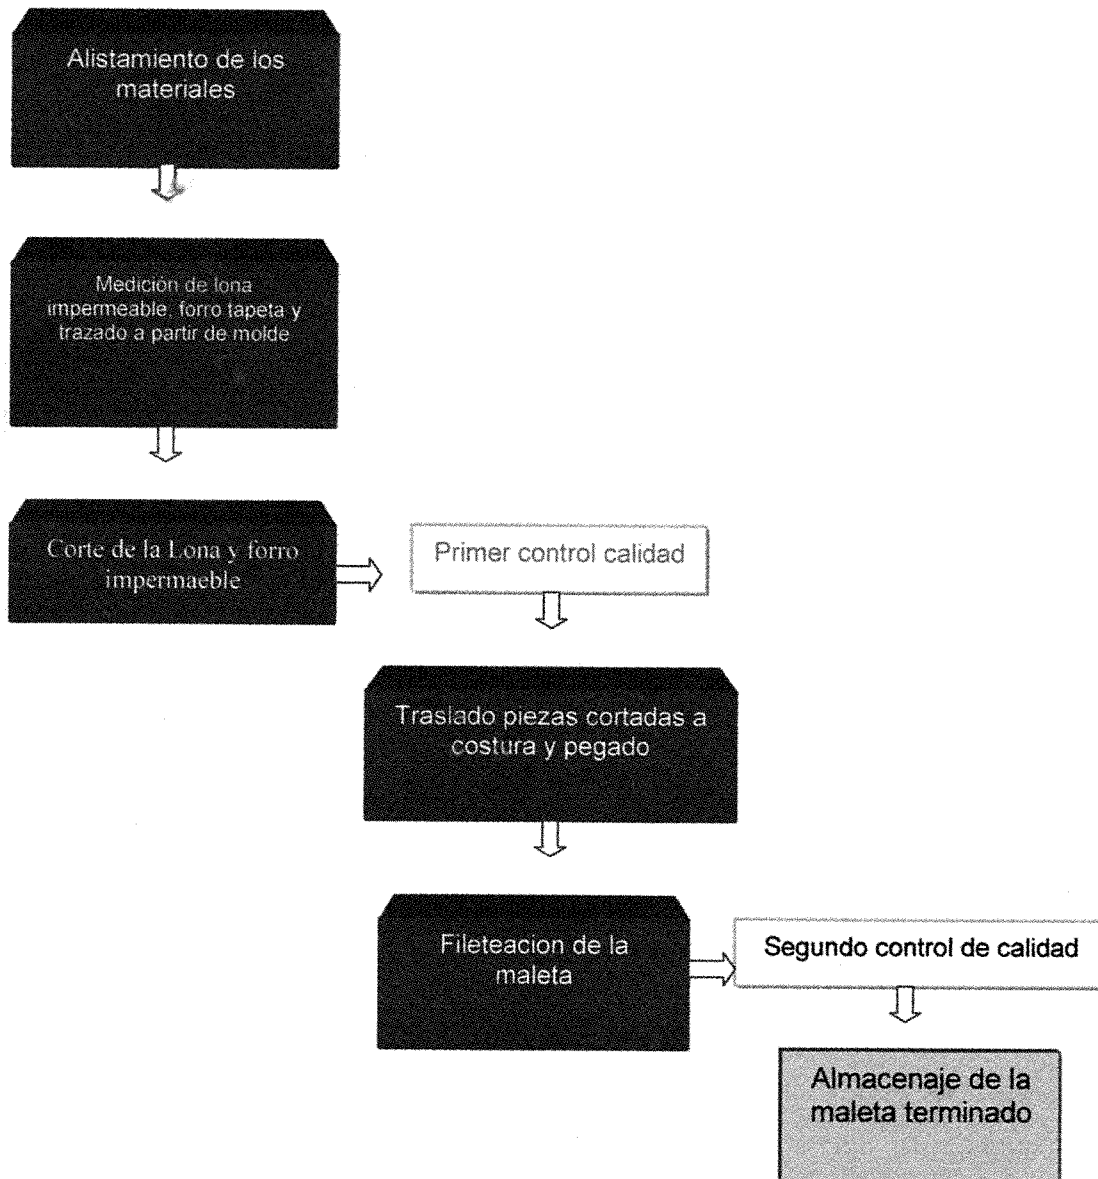 Alistamiento de los
materiales
Medición de lona
impermeable, forro tapeta y
trazado a partir de molde
Corte de la Lona y forro
impermaeble
Primer control calidad
Traslado piezas cortadas a
costura y pegado
Fileteacion de la
maleta
Segundo control de calidad
Almacenaje de la
maleta terminado